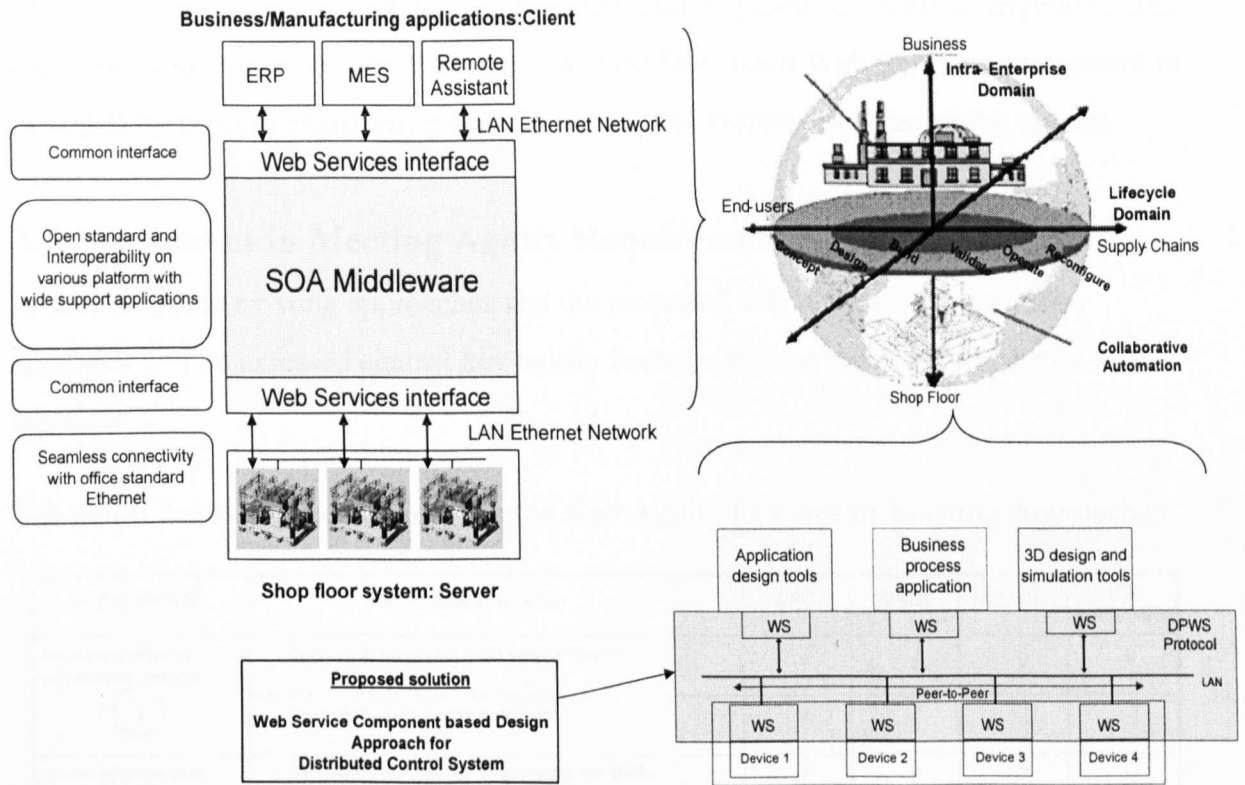 Business/Manufacturing applications:Client
ERP
MES
Remote
Assistant
LAN Ethernet Network
Common interface
Web Services interface
Open standard and
Interoperability on
various platform with
wide support applications
SOA Middleware
Common interface
Web Services interface
LAN Ethernet Network
Seamless connectivity
with office standard
Ethernet
Shop floor system: Server
Business
Intra- Enterprise
Domain
End-users
Lifecycle
Domain
Supply Chains
Concept
Design
Build
Validate
Operate
Reconfigure
Collaborative
Automation
Shop Floor
Proposed solution
Web Service Component based Design
Approach for
Distributed Control System
Application
design tools
Business
process
application
3D design and
simulation tools
WS
WS
WS
DPWS
Protocol
LAN
Peer-to-Peer
WS
WS
WS
WS
Device 1
Device 2
Device 3
Device 4